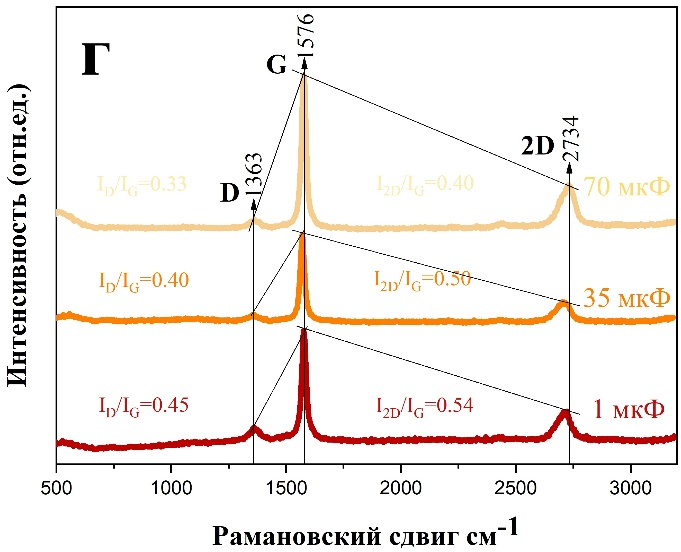 Г
G
1576
2D
2734
D
1363
I_D/I_G=0.33
I_2D/I_G=0.40
70 мкФ
I_D/I_G=0.40
I_2D/I_G=0.50
35 мкФ
I_D/I_G=0.45
I_2D/I_G=0.54
1 мкФ
Интенсивность (отн.ед.)
500 1000 1500 2000 2500 3000
Рамановский сдвиг см-1